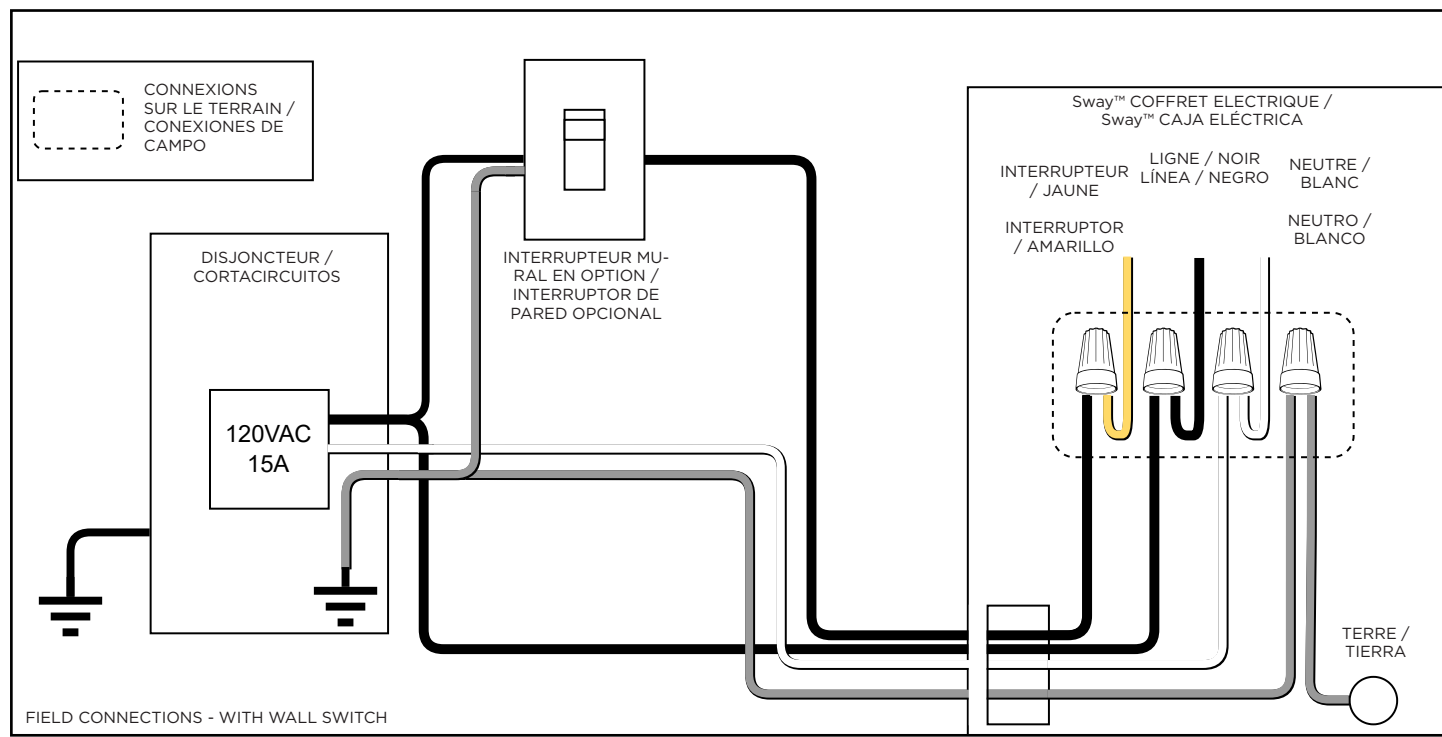 CONNEXIONS
SUR LE TERRAIN /
CONEXIONES DE
CAMPO
DISJONCTEUR /
CORTACIRCUITOS
120VAC
15A
INTERRUPTEUR MU-
RAL EN OPTION /
INTERRUPTOR DE
PARED OPCIONAL
Sway™ COFFRET ELECTRIQUE /
Sway™ CAJA ELÉCTRICA
INTERRUPTEUR
/ JAUNE
INTERRUPTOR
/ AMARILLO
LIGNE / NOIR
LÍNEA / NEGRO
NEUTRE /
BLANC
NEUTRO /
BLANCO
TERRE /
TIERRA
FIELD CONNECTIONS - WITH WALL SWITCH